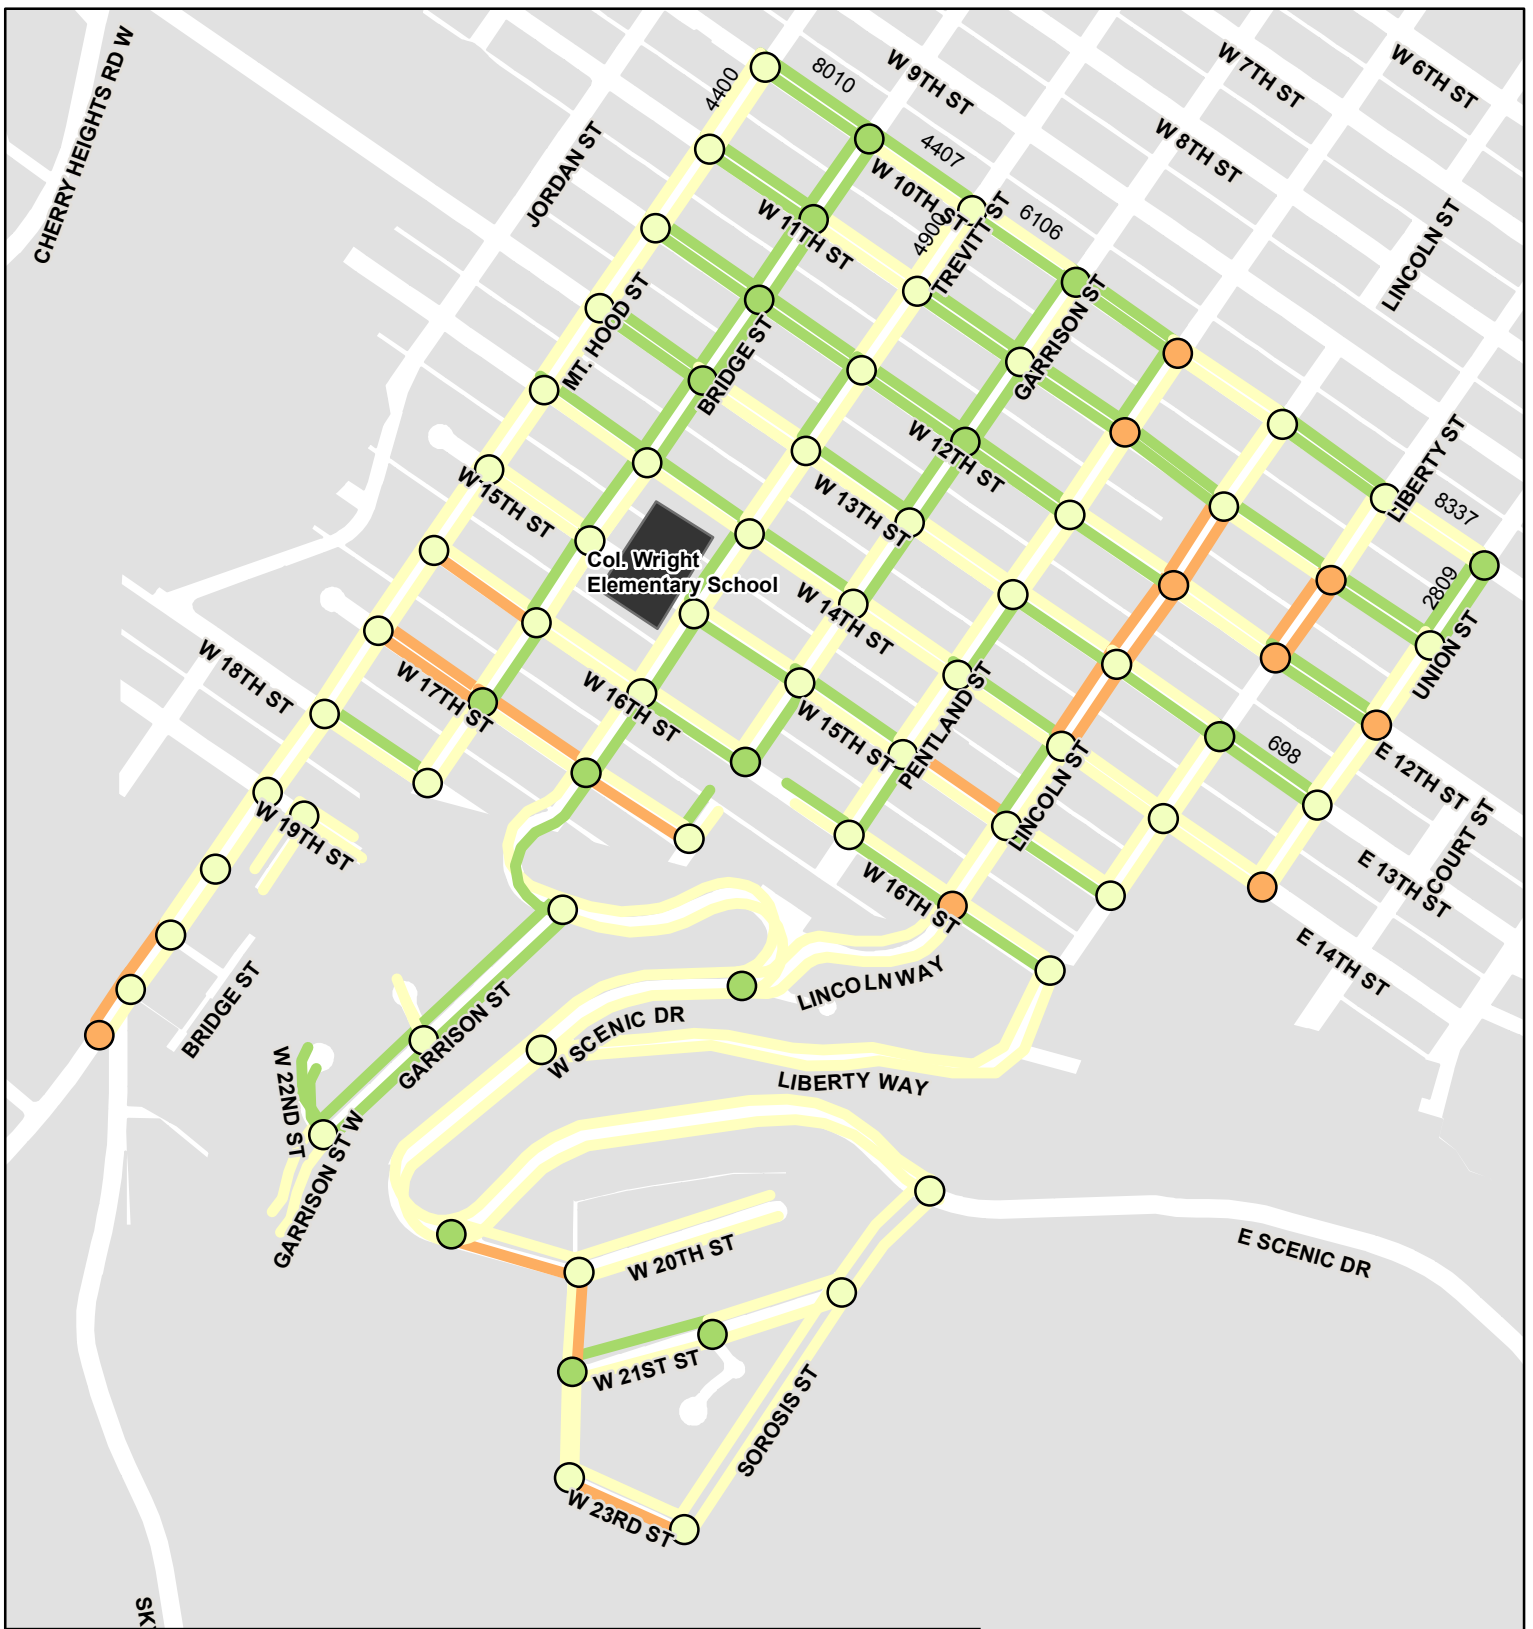 CHERRY HEIGHTS RD W
4400
8010
W 9TH ST
W 7TH ST
W 6TH ST
W 8TH ST
JORDAN ST
4407
W 10TH ST
W 11TH ST
4900
TREVITT ST
6106
LINCOLN ST
MT. HOOD ST
BRIDGE ST
GARRISON ST
W 12TH ST
LIBERTY ST
W 15TH ST
W 13TH ST
8337
Col. Wright
Elementary School
2809
W 14TH ST
UNION ST
W 18TH ST
W 17TH ST
W 16TH ST
W 15TH ST
PENTLAND ST
698
E 12TH ST
LINCOLN ST
W 19TH ST
COURT ST
E 13TH ST
W 16TH ST
E 14TH ST
BRIDGE ST
LINCOLN WAY
GARRISON ST
W SCENIC DR
LIBERTY WAY
W 22ND ST
GARRISON ST W
W 20TH ST
E SCENIC DR
W 21ST ST
SOROSIS ST
W 23RD ST